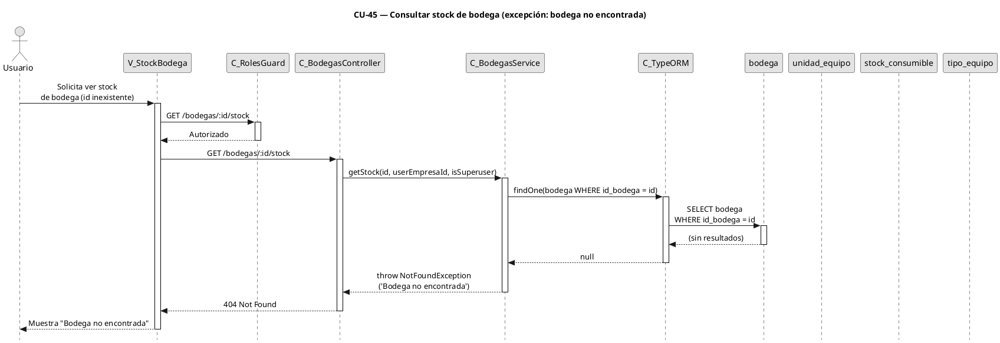 CU-45 — Consultar stock de bodega (excepción: bodega no encontrada)
Usuario
V_StockBodega
C_RolesGuard
C_BodegasController
C_BodegasService
C_TypeORM
bodega
unidad_equipo
stock_consumible
tipo_equipo
Solicita ver stock
de bodega (id inexistente)
GET /bodegas/:id/stock
Autorizado
GET /bodegas/:id/stock
getStock(id, userEmpresaId, isSuperuser)
findOne(bodega WHERE id_bodega = id)
SELECT bodega
WHERE id_bodega = id
(sin resultados)
null
throw NotFoundException
('Bodega no encontrada')
404 Not Found
Muestra "Bodega no encontrada"